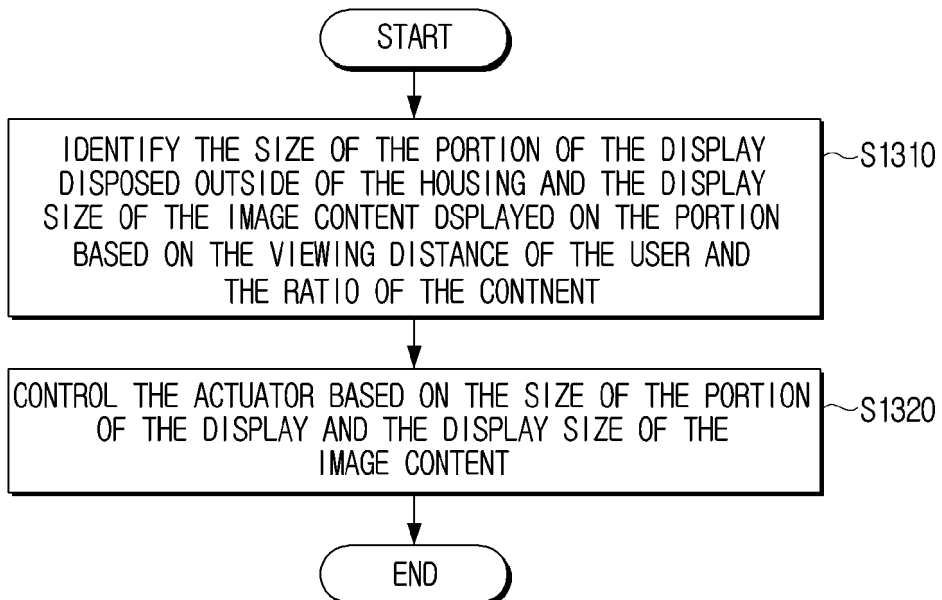 START
IDENTIFY THE SIZE OF THE PORTION OF THE DISPLAY
DISPOSED OUTSIDE OF THE HOUSING AND THE DISPLAY
SIZE OF THE IMAGE CONTENT DSPLAYED ON THE PORTION
BASED ON THE VIEWING DISTANCE OF THE USER AND
THE RATIO OF THE CONTNENT
S1310
CONTROL THE ACTUATOR BASED ON THE SIZE OF THE PORTION
OF THE DISPLAY AND THE DISPLAY SIZE OF THE
IMAGE CONTENT
S1320
END